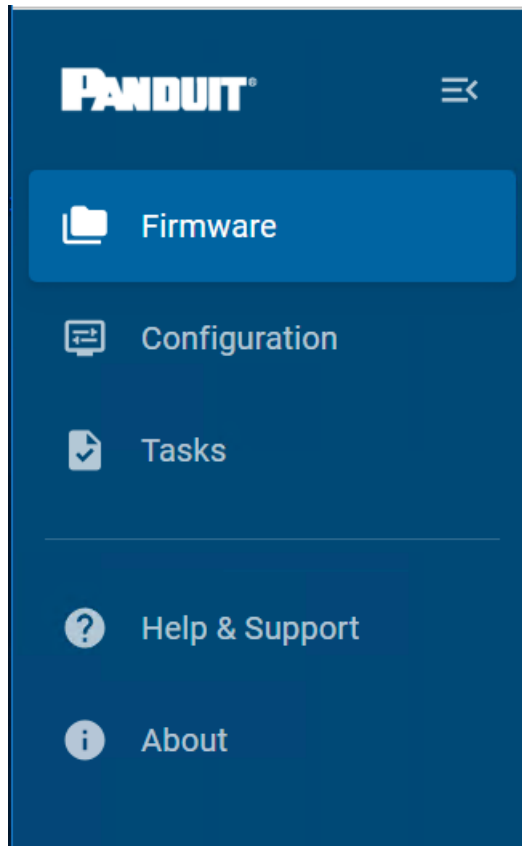 PANDUIT®
Firmware
Configuration
Tasks
Help & Support
About